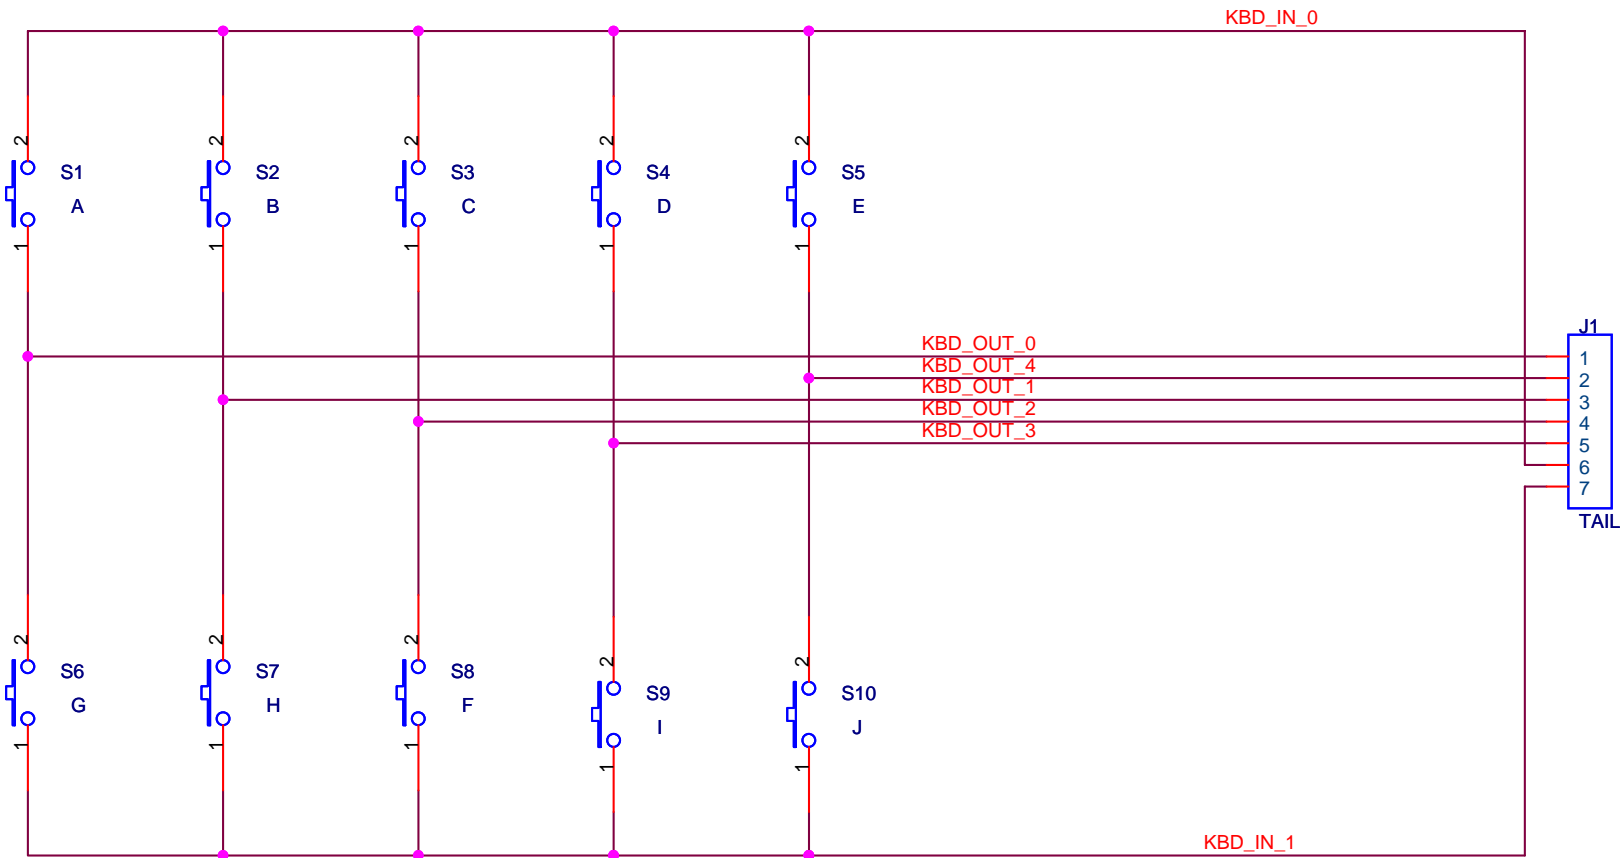 KBD_IN_0
2 2 2 2 2
S1 S2 S3 S4 S5
A B C D E
1 1 1 1 1
J1
KBD_OUT_0 1
KBD_OUT_4 2
KBD_OUT_1 3
KBD_OUT_2 4
KBD_OUT_3 5
6
7
TAIL
2 2 2 2 2
S6 S7 S8 S9 S10
G H F I J
1 1 1 1 1
KBD_IN_1